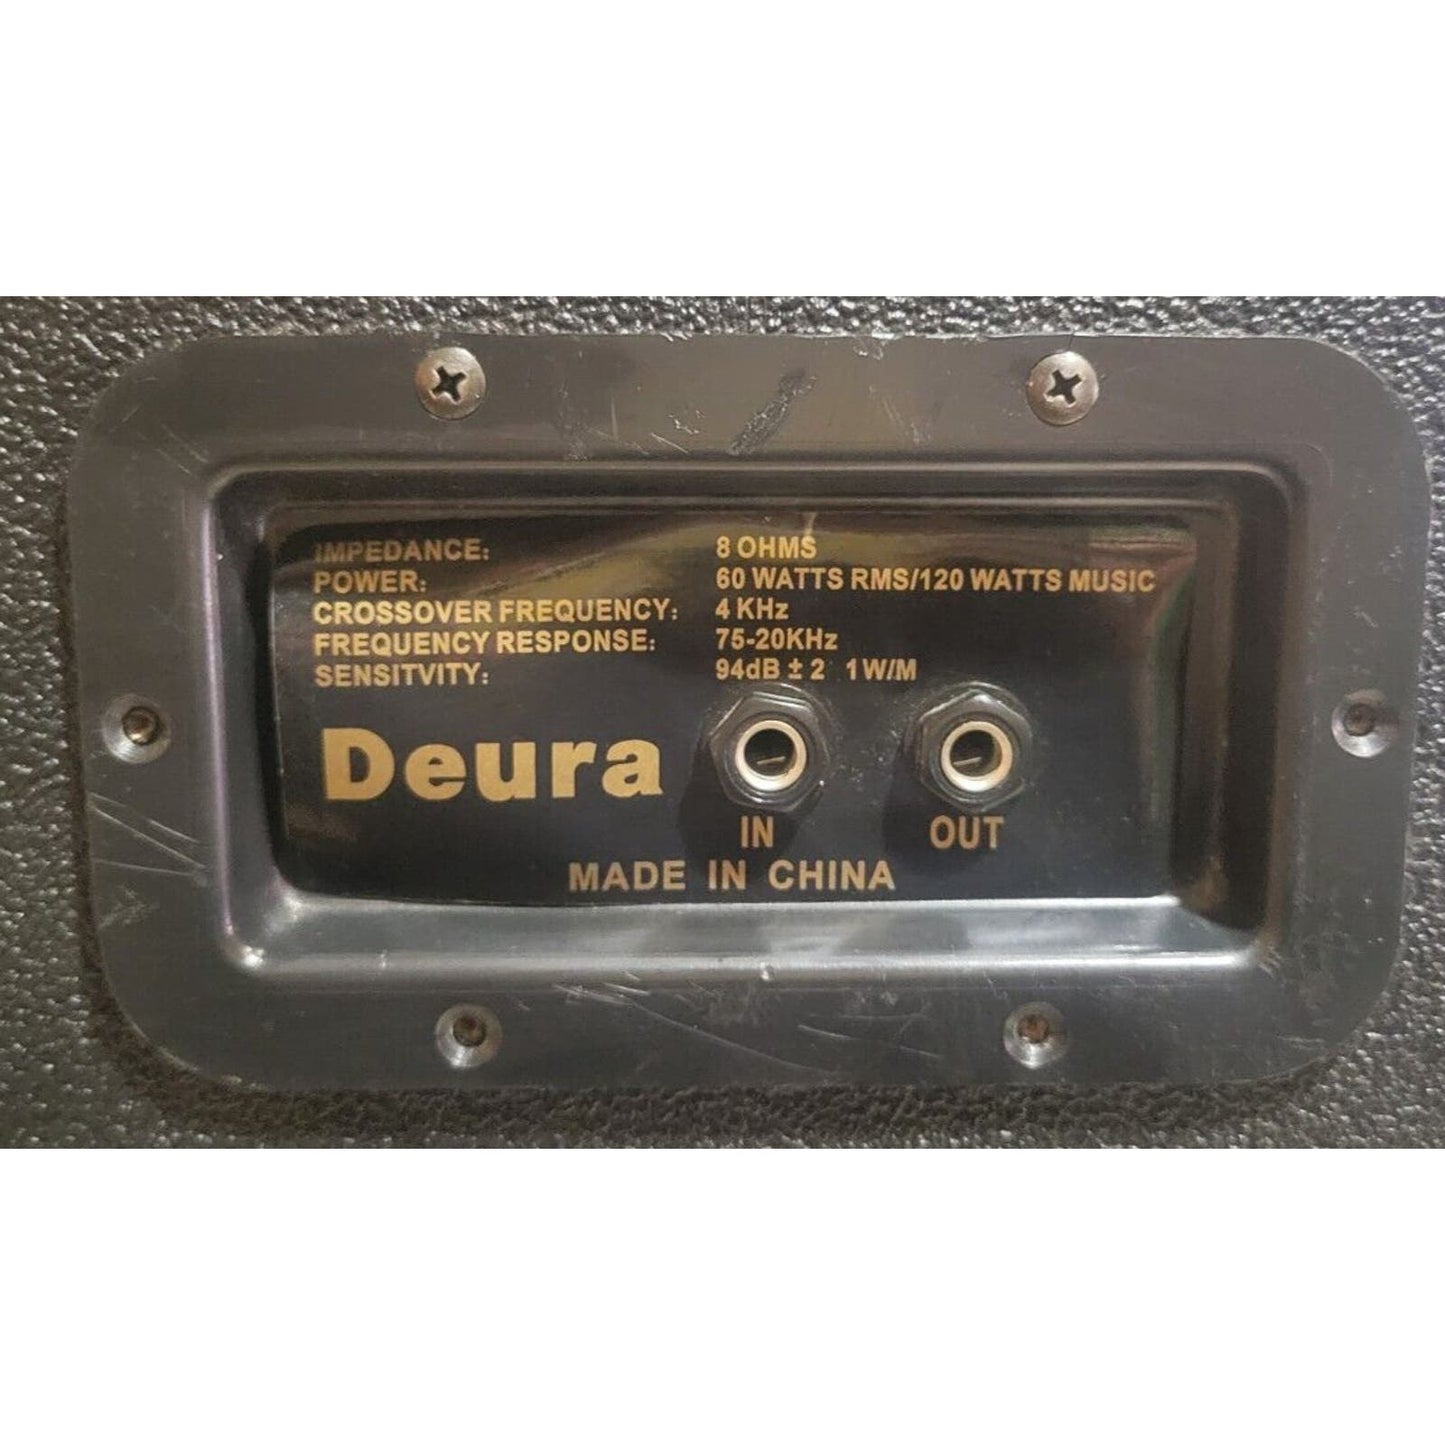 IMPEDANCE: 8 OHMS
POWER: 60 WATTS RMS/120 WATTS MUSIC
CROSSOVER FREQUENCY: 4 KHz
FREQUENCY RESPONSE: 75-20KHz
SENSITVITY: 94dB ± 2 1W/M
Deura
IN OUT
MADE IN CHINA